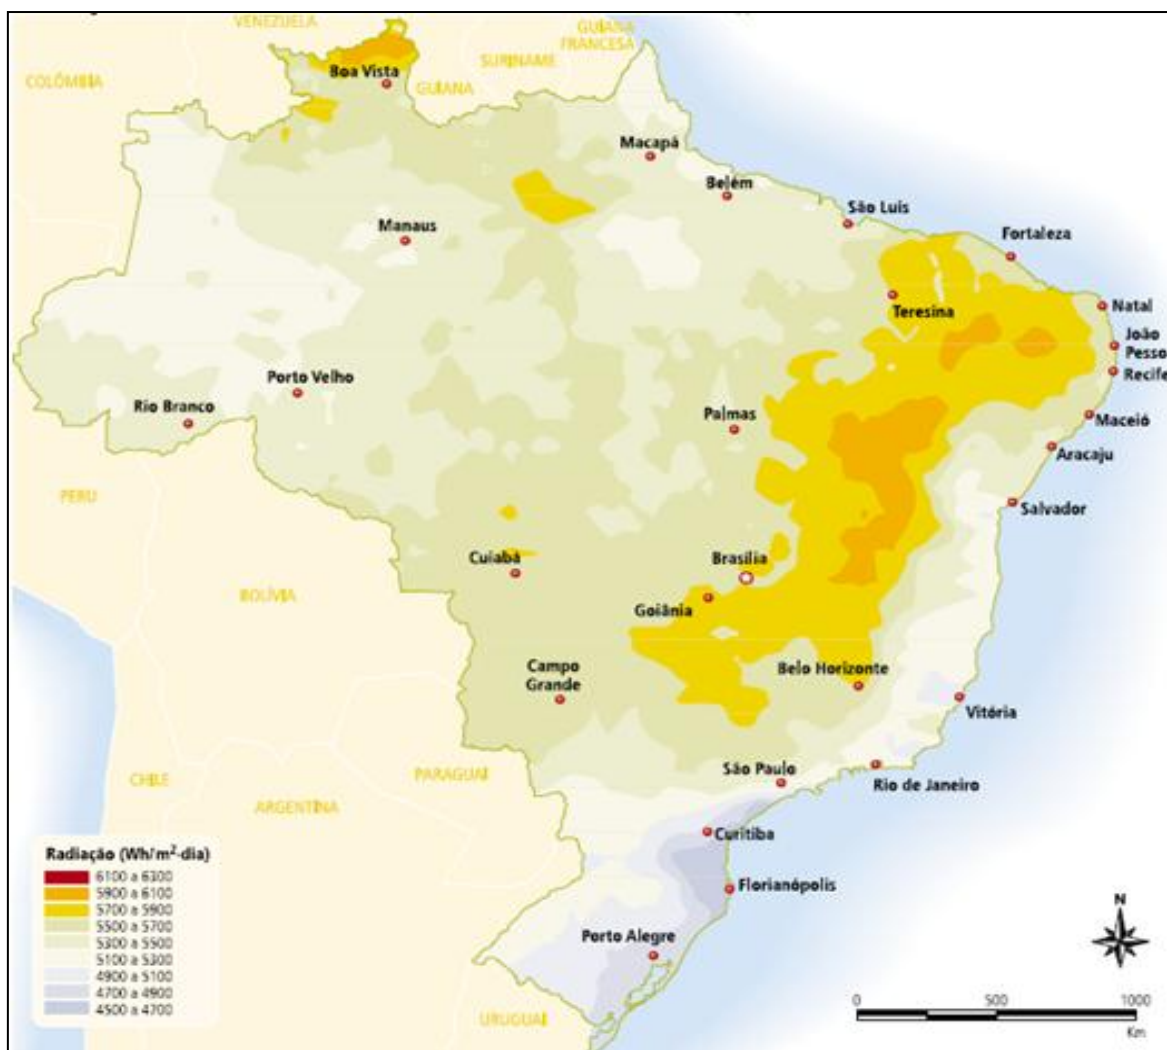 VENEZUELA
GUIANA
FRANCESA
SURINAME
COLÔMBIA
Boa Vista
GUIANA
Macapá
Belém
São Luis
Fortaleza
Manaus
Teresina
Natal
João
Pesso
Recife
Porto Velho
Rio Branco
Palmas
Maceió
Aracaju
PERU
Salvador
Cuiabá
Brasília
BOLÍVIA
Goiânia
Campo
Grande
Belo Horizonte
Vitória
CHILE
PARAGUAI
São Paulo
Rio de Janeiro
ARGENTINA
Curitiba
Radiação (Wh/m²-dia)
6100 a 6300
5900 a 6100
5700 a 5900
5500 a 5700
5300 a 5500
5100 a 5300
4900 a 5100
4700 a 4900
4500 a 4700
Florianópolis
Porto Alegre
N
URUGUAI
0 500 1000
Km